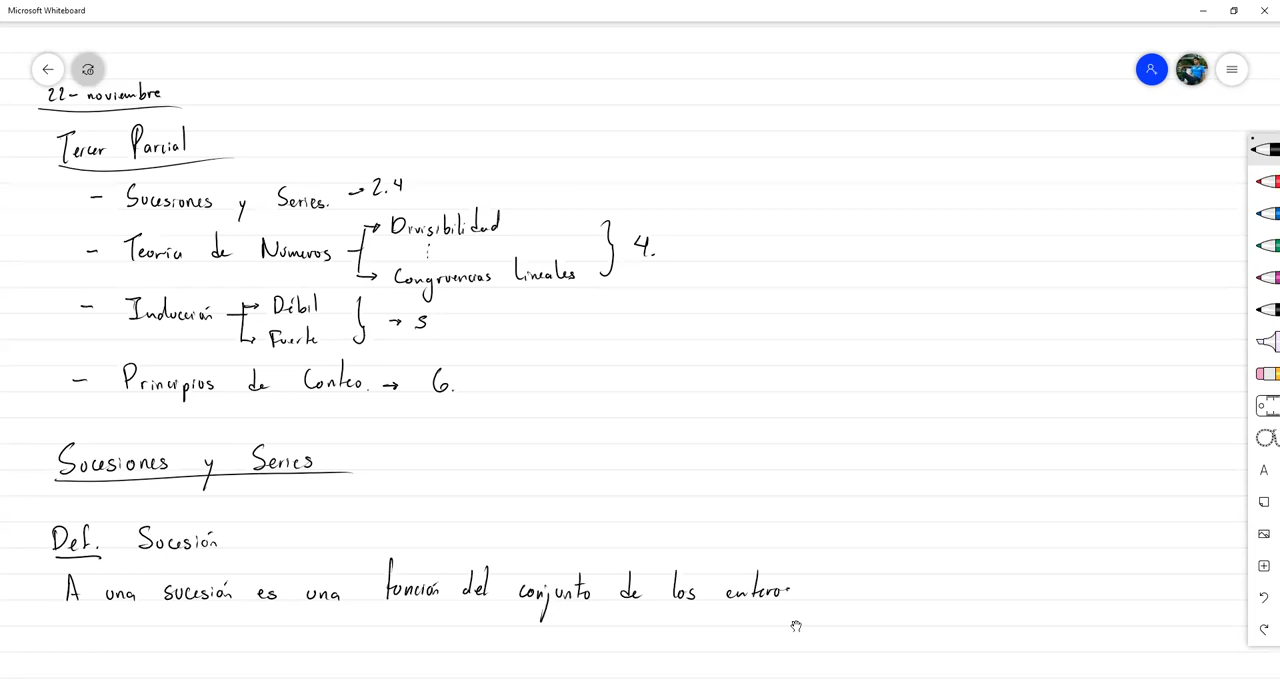 Microsoft Whiteboard
22- noviembre
Tercer Parcial
- Sucesiones y Series. → 2.4
- Teoría de Números → Divisibilidad
⋮
→ Congruencias lineales } 4.
- Inducción → Débil
→ Fuerte } → 5
- Principios de Conteo. → 6.
Sucesiones y Series
Def. Sucesión
A una sucesión es una función del conjunto de los entero
A